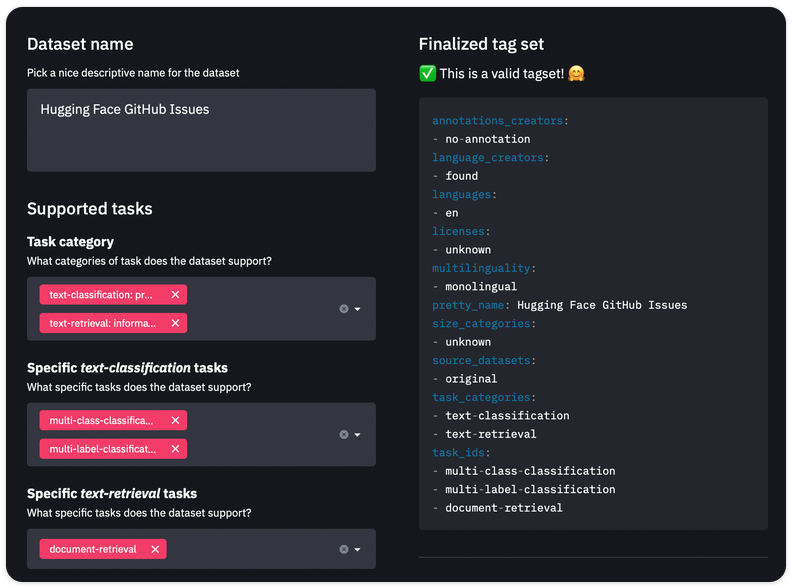 Dataset name
Pick a nice descriptive name for the dataset
Hugging Face GitHub Issues
Supported tasks
Task category
What categories of task does the dataset support?
text-classification: pr...
text-retrieval: informa...
Specific text-classification tasks
What specific tasks does the dataset support?
multi-class-classifica...
multi-label-classificat...
Specific text-retrieval tasks
What specific tasks does the dataset support?
document-retrieval
Finalized tag set
✅ This is a valid tagset! 🤗
annotations_creators:
- no-annotation
language_creators:
- found
languages:
- en
licenses:
- unknown
multilinguality:
- monolingual
pretty_name: Hugging Face GitHub Issues
size_categories:
- unknown
source_datasets:
- original
task_categories:
- text-classification
- text-retrieval
task_ids:
- multi-class-classification
- multi-label-classification
- document-retrieval